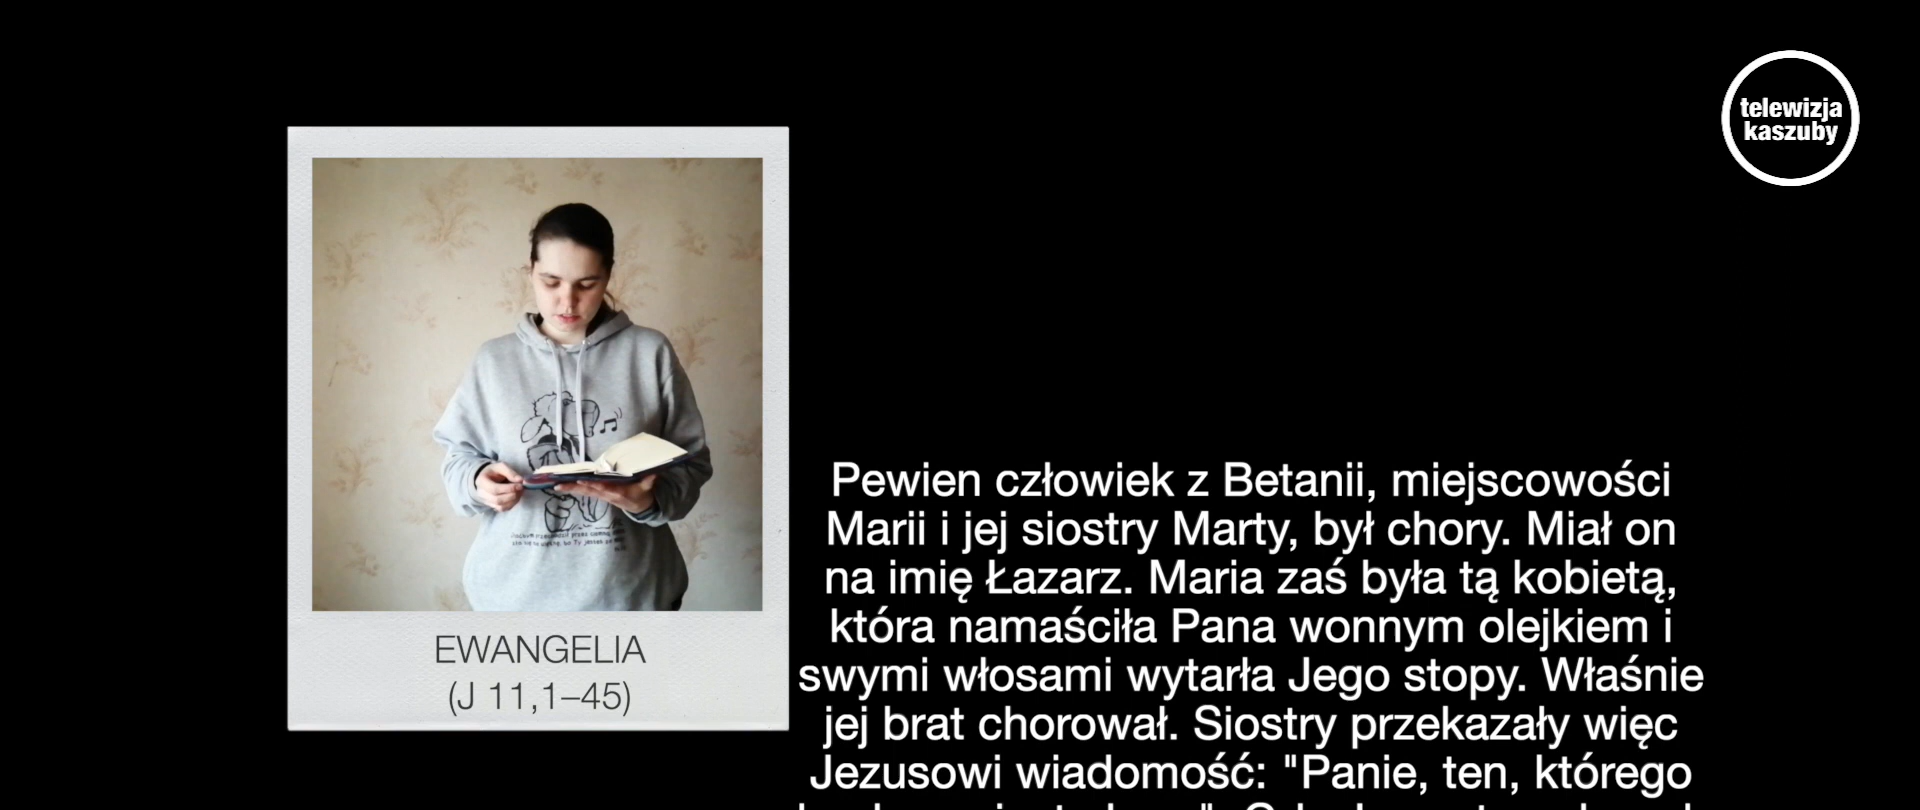 telewizja
kaszuby
EWANGELIA
(J 11,1–45)
Pewien człowiek z Betanii, miejscowości
Marii i jej siostry Marty, był chory. Miał on
na imię Łazarz. Maria zaś była tą kobietą,
która namaściła Pana wonnym olejkiem i
swymi włosami wytarła Jego stopy. Właśnie
jej brat chorował. Siostry przekazały więc
Jezusowi wiadomość: "Panie, ten, którego